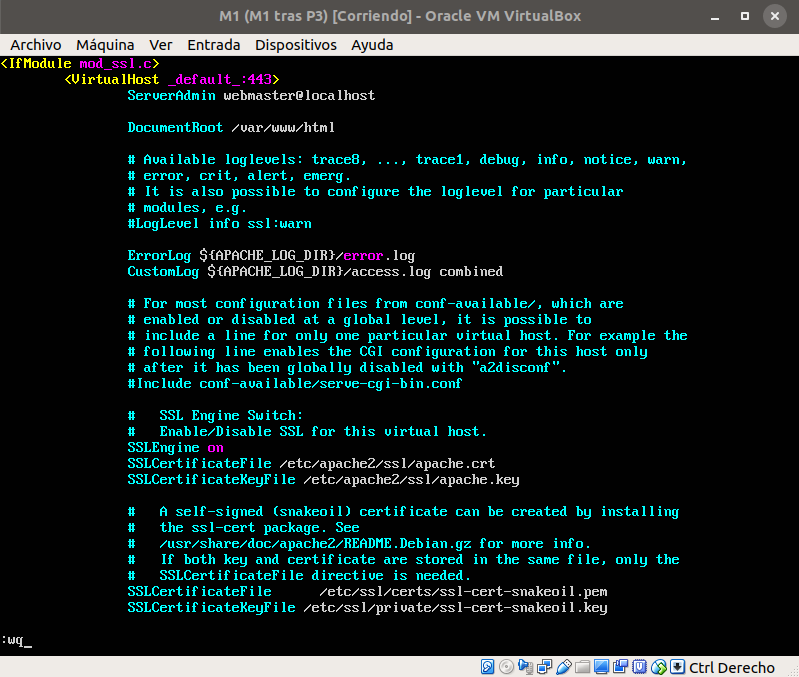 M1 (M1 tras P3) [Corriendo] - Oracle VM VirtualBox
Archivo Máquina Ver Entrada Dispositivos Ayuda
<IfModule mod_ssl.c>
<VirtualHost _default_:443>
ServerAdmin webmaster@localhost
DocumentRoot /var/www/html
# Available loglevels: trace8, ..., trace1, debug, info, notice, warn,
# error, crit, alert, emerg.
# It is also possible to configure the loglevel for particular
# modules, e.g.
#LogLevel info ssl:warn
ErrorLog ${APACHE_LOG_DIR}/error.log
CustomLog ${APACHE_LOG_DIR}/access.log combined
# For most configuration files from conf-available/, which are
# enabled or disabled at a global level, it is possible to
# include a line for only one particular virtual host. For example the
# following line enables the CGI configuration for this host only
# after it has been globally disabled with "a2disconf".
#Include conf-available/serve-cgi-bin.conf
#   SSL Engine Switch:
#   Enable/Disable SSL for this virtual host.
SSLEngine on
SSLCertificateFile /etc/apache2/ssl/apache.crt
SSLCertificateKeyFile /etc/apache2/ssl/apache.key
#   A self-signed (snakeoil) certificate can be created by installing
#   the ssl-cert package. See
#   /usr/share/doc/apache2/README.Debian.gz for more info.
#   If both key and certificate are stored in the same file, only the
#   SSLCertificateFile directive is needed.
SSLCertificateFile      /etc/ssl/certs/ssl-cert-snakeoil.pem
SSLCertificateKeyFile /etc/ssl/private/ssl-cert-snakeoil.key
:wq_
Ctrl Derecho